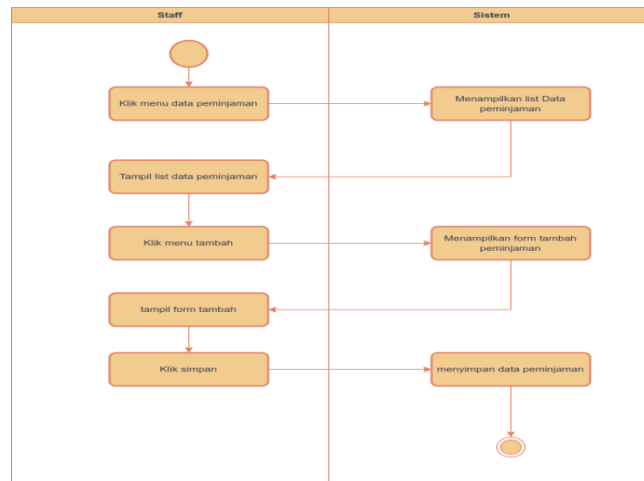 Staff
Sistem
Klik menu data peminjaman
Menampilkan list Data
peminjaman
Tampil list data peminjaman
Klik menu tambah
Menampilkan form tambah
peminjaman
tampil form tambah
Klik simpan
menyimpan data peminjaman